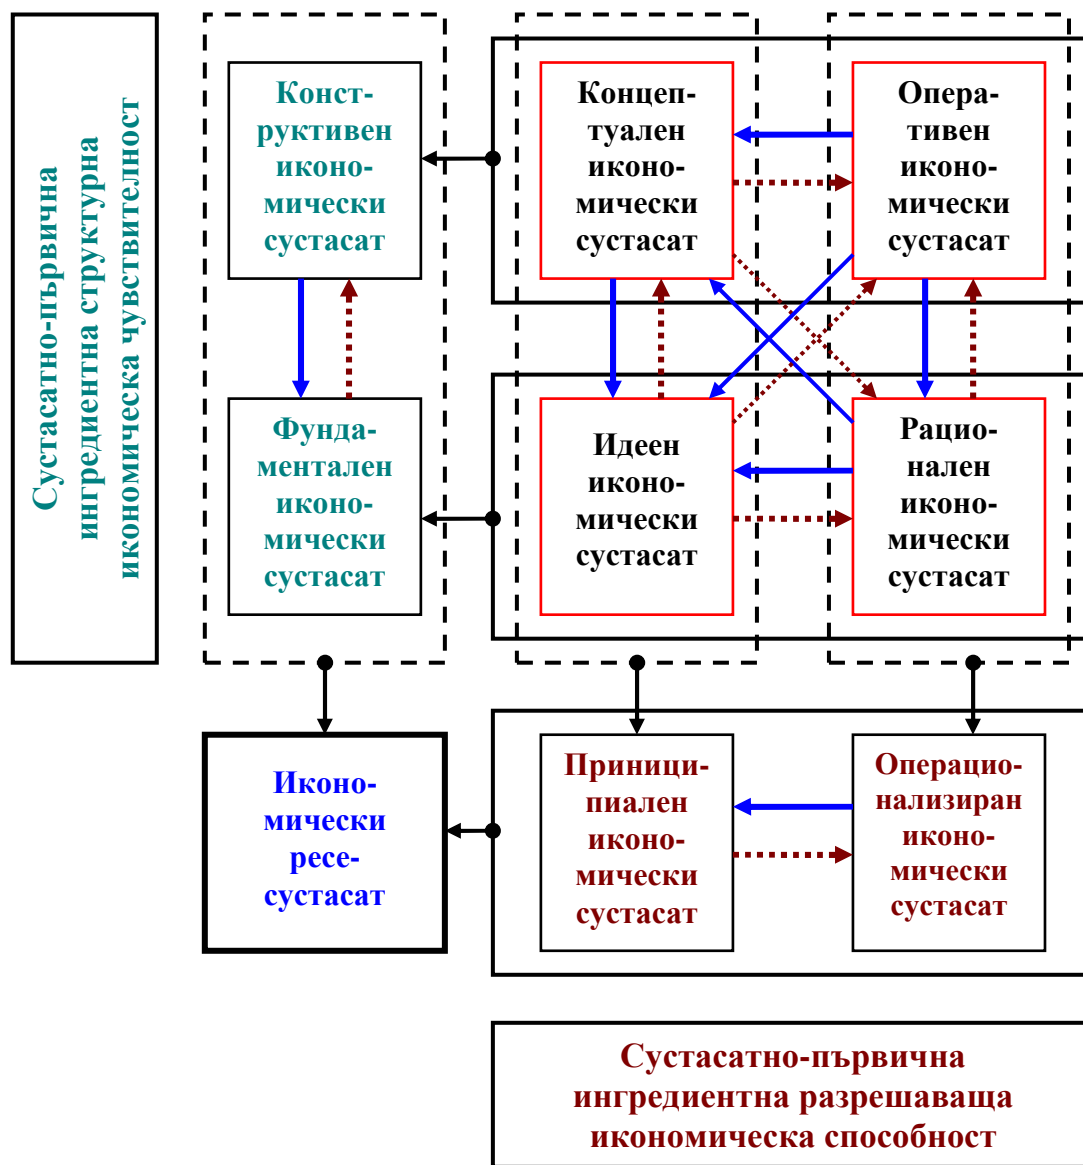 Сустасатно-първична
ингредиентна структурна
икономическа чувствителност
Конст-
руктивен
иконо-
мически
сустасат
Концеп-
туален
иконо-
мически
сустасат
Опера-
тивен
иконо-
мически
сустасат
Фунда-
ментален
иконо-
мически
сустасат
Идеен
иконо-
мически
сустасат
Рацио-
нален
иконо-
мически
сустасат
Иконо-
мически
ресе-
сустасат
Приници-
пиален
иконо-
мически
сустасат
Операцио-
нализиран
иконо-
мически
сустасат
Сустасатно-първична
ингредиентна разрешаваща
икономическа способност